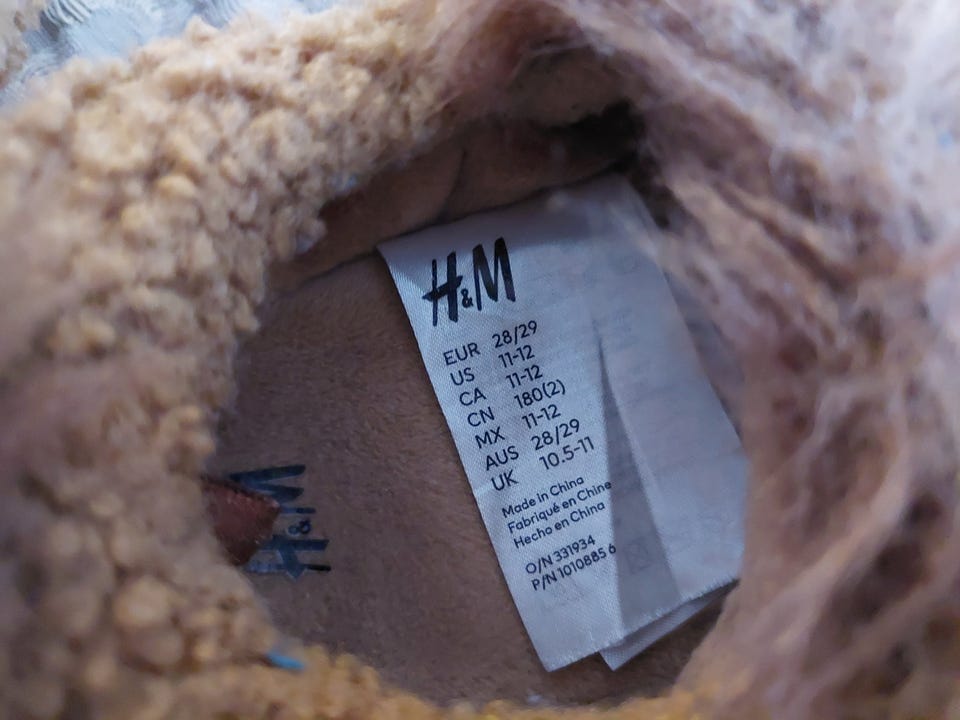 H&M
EUR 28/29
US 11-12
CA 11-12
CN 180(2)
MX 11-12
AUS 28/29
UK 10.5-11
Made in China
Fabriqué en Chine
Hecho en China
O/N 331934
P/N 1010885 6
H&M